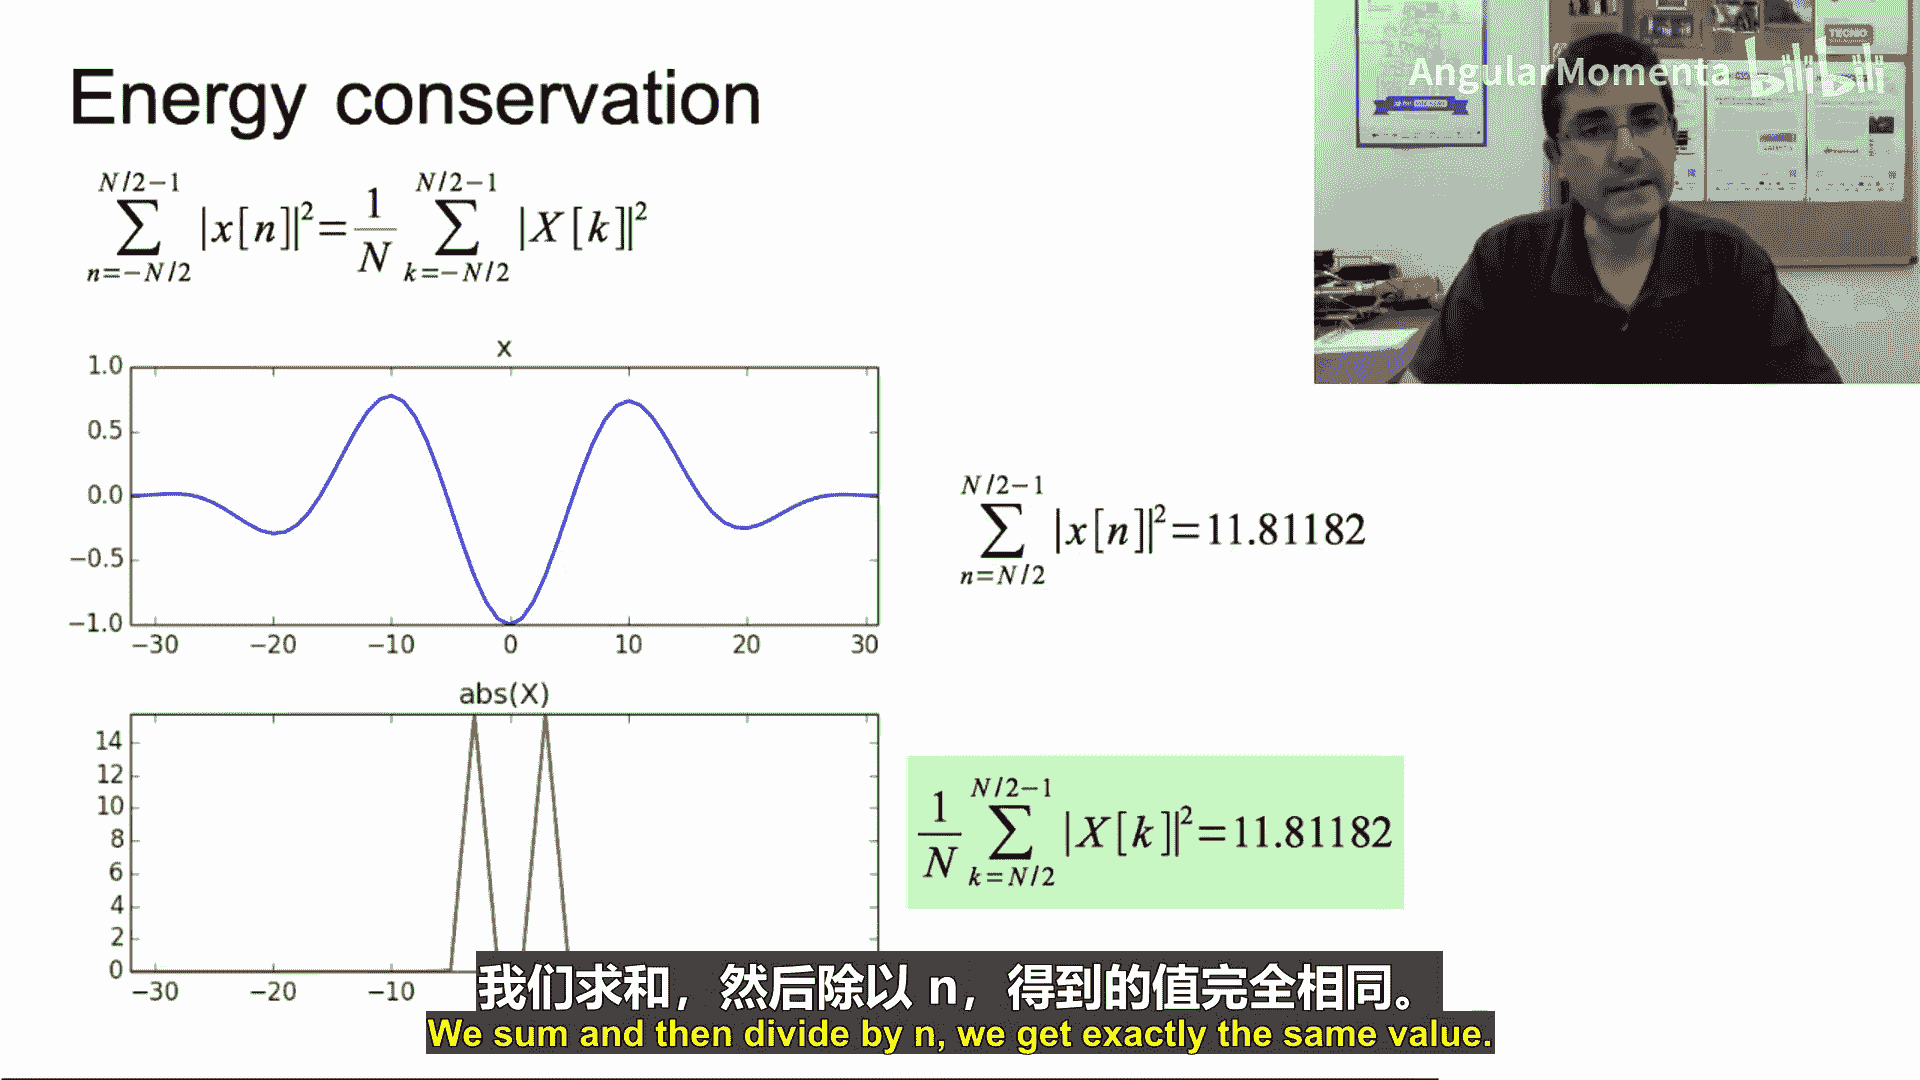 Energy conservation
AngularMomenta bilibili
TECNIO
N/2−1
∑ |x[n]|² = 1/N ∑ |X[k]|²
n=−N/2 k=−N/2
x
1.0
0.5
0.0
−0.5
−1.0
−30 −20 −10 0 10 20 30
N/2−1
∑ |x[n]|²=11.81182
n=N/2
abs(X)
14
12
10
8
6
4
2
0
−30 −20 −10
N/2−1
1/N ∑ |X[k]|²=11.81182
k=N/2
我们求和，然后除以 n，得到的值完全相同。
We sum and then divide by n, we get exactly the same value.